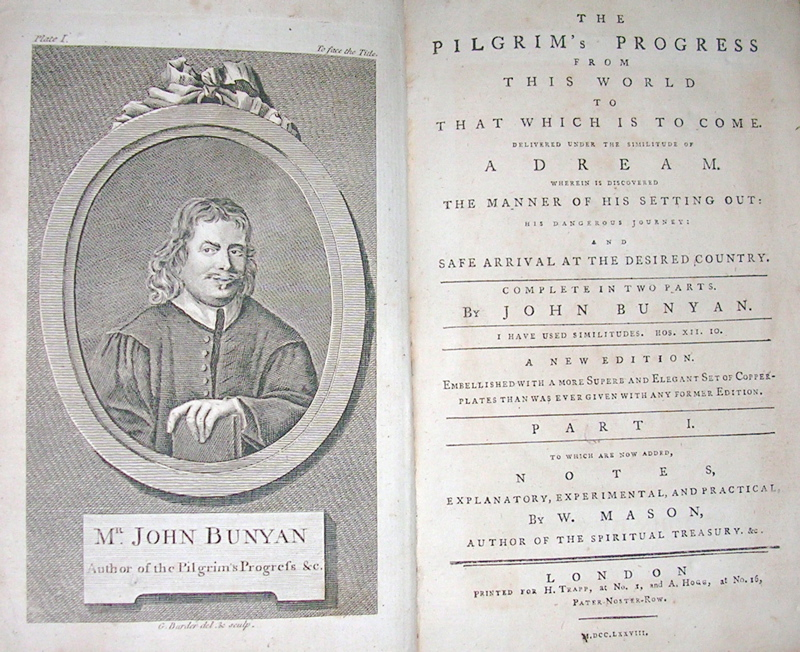 Plate I.
To face the Title.
Mr. JOHN BUNYAN
Author of the Pilgrim's Progreſs &c.
G. Burder del. & sculp.
THE
PILGRIM's PROGRESS
FROM
THIS WORLD
TO
THAT WHICH IS TO COME.
DELIVERED UNDER THE SIMILITUDE OF
A DREAM.
WHEREIN IS DISCOVERED
THE MANNER OF HIS SETTING OUT:
HIS DANGEROUS JOURNEY:
AND
SAFE ARRIVAL AT THE DESIRED COUNTRY.
COMPLETE IN TWO PARTS.
BY JOHN BUNYAN.
I HAVE USED SIMILITUDES. HOS. XII. 10.
A NEW EDITION.
EMBELLISHED WITH A MORE SUPERB AND ELEGANT SET OF COPPER-
PLATES THAN WAS EVER GIVEN WITH ANY FORMER EDITION.
PART I.
TO WHICH ARE NOW ADDED,
NOTES,
EXPLANATORY, EXPERIMENTAL, AND PRACTICAL,
BY W. MASON,
AUTHOR OF THE SPIRITUAL TREASURY. &c.
LONDON
PRINTED FOR H. TRAPP, at No. 1, and A. HOGG, at No. 16,
PATER-NOSTER-ROW.
M.DCC.LXXVIII.